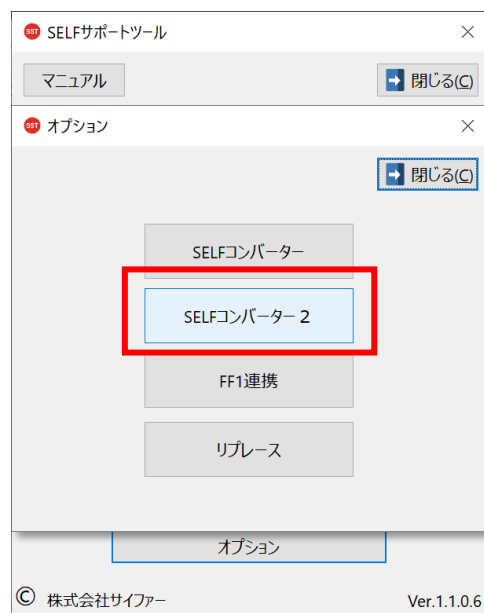 SST SELFサポートツール
マニュアル
閉じる(C)
SST オプション
閉じる(C)
SELFコンバーター
SELFコンバーター２
FF1連携
リプレース
オプション
© 株式会社サイファー
Ver.1.1.0.6